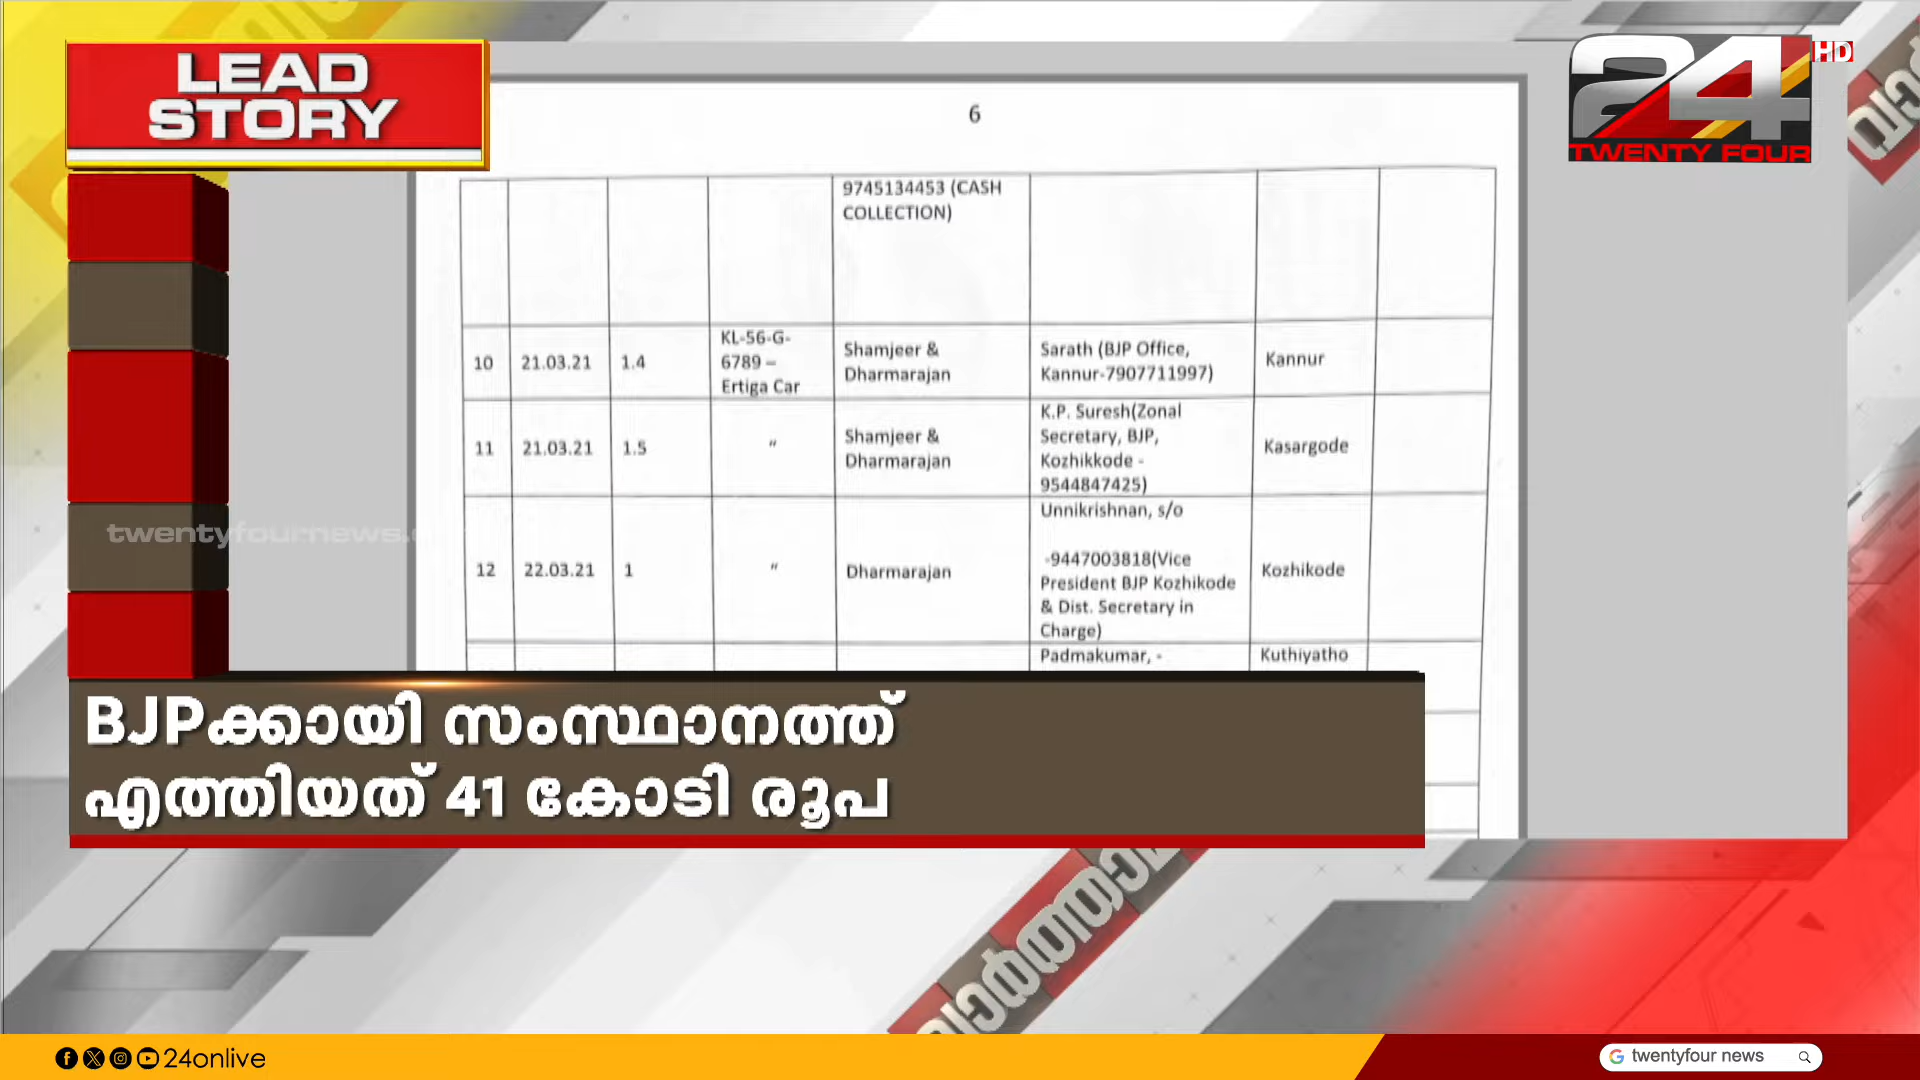 LEAD
STORY
24
HD
TWENTY FOUR
6
9745134453 (CASH
COLLECTION)
10
21.03.21
1.4
KL-56-G-
6789 –
Ertiga Car
Shamjeer &
Dharmarajan
Sarath (BJP Office,
Kannur-7907711997)
Kannur
11
21.03.21
1.5
"
Shamjeer &
Dharmarajan
K.P. Suresh(Zonal
Secretary, BJP,
Kozhikkode -
9544847425)
Kasargode
12
22.03.21
1
"
Dharmarajan
Unnikrishnan, s/o
-9447003818(Vice
President BJP Kozhikode
& Dist. Secretary in
Charge)
Kozhikode
Padmakumar, -
Kuthiyatho
twentyfournews.
BJPക്കായി സംസ്ഥാനത്ത്
എത്തിയത് 41 കോടി രൂപ
24onlive
twentyfour news